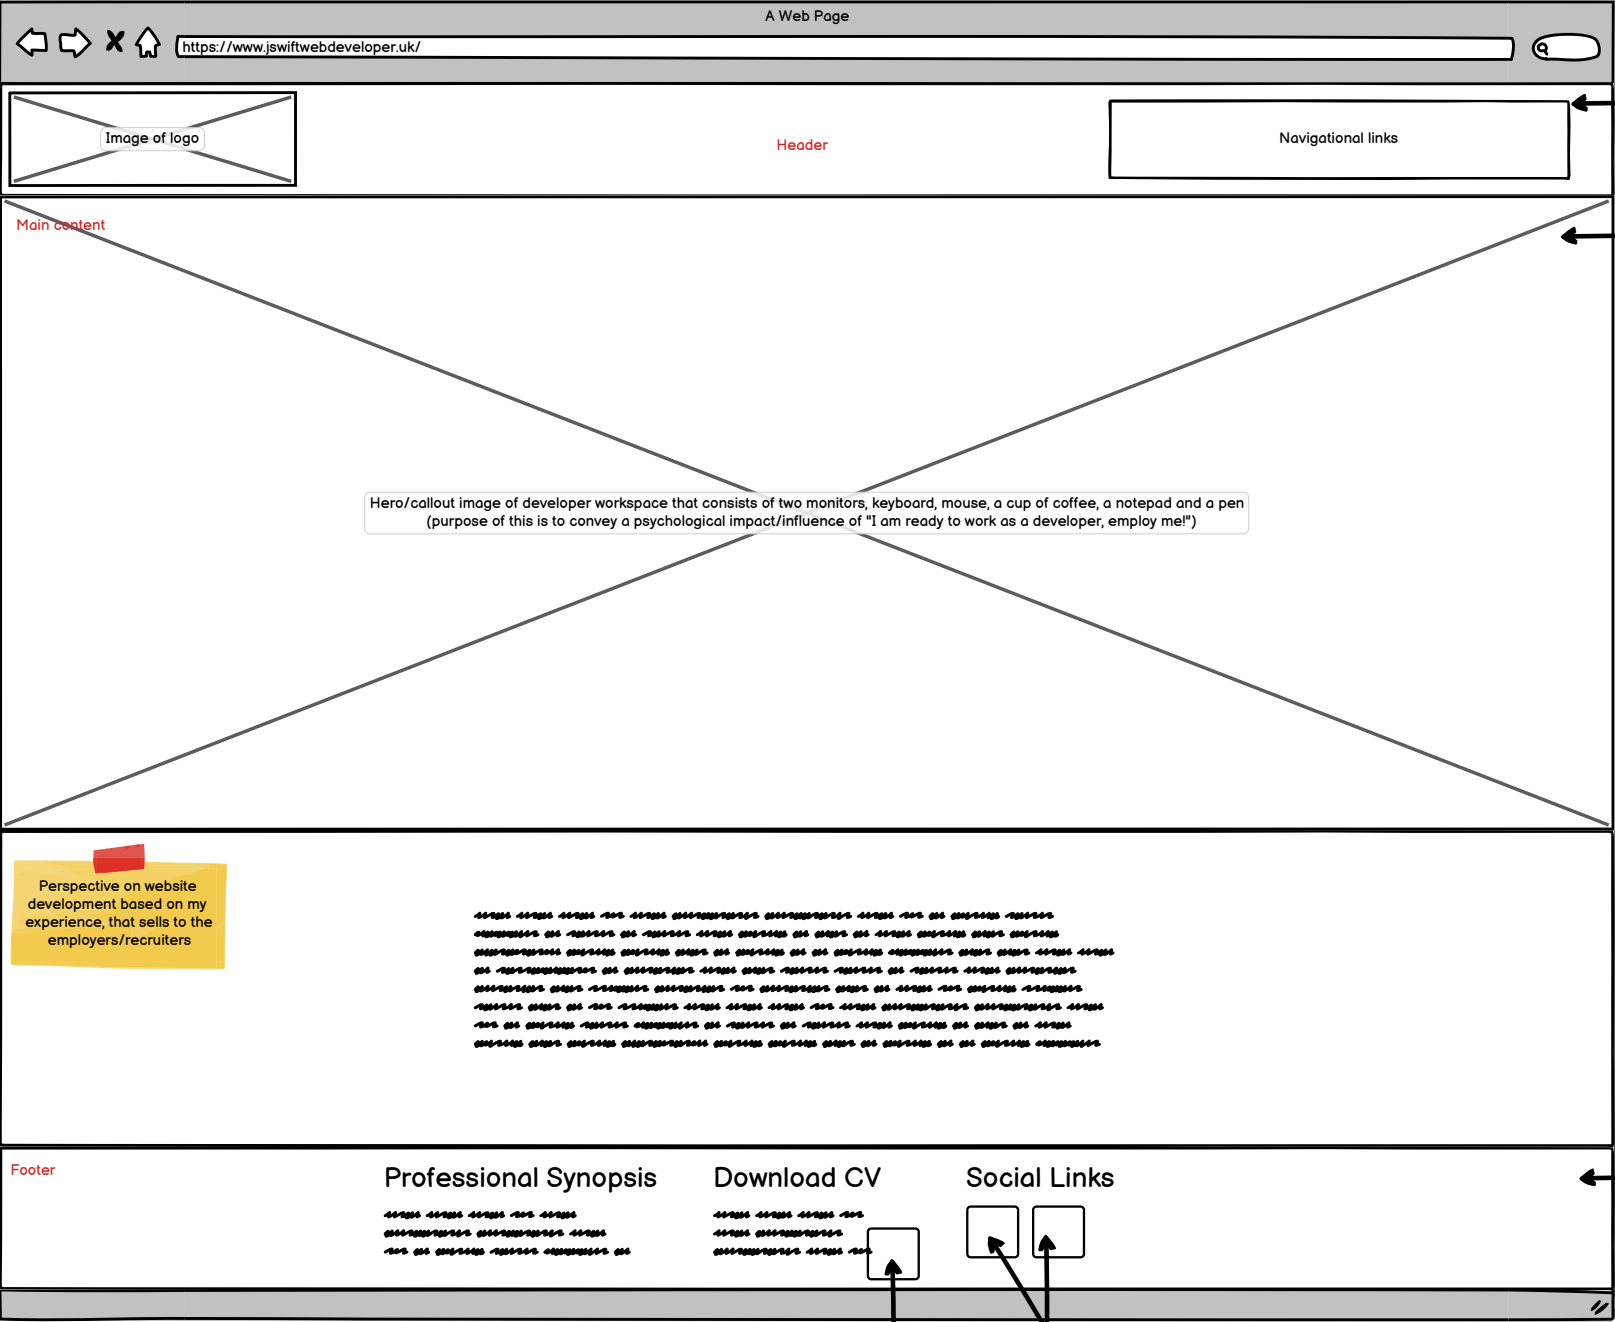 A Web Page
https://www.jswiftwebdeveloper.uk/
Image of logo
Header
Navigational links
Main content
Hero/callout image of developer workspace that consists of two monitors, keyboard, mouse, a cup of coffee, a notepad and a pen
(purpose of this is to convey a psychological impact/influence of "I am ready to work as a developer, employ me!")
Perspective on website
development based on my
experience, that sells to the
employers/recruiters
Footer
Professional Synopsis
Download CV
Social Links